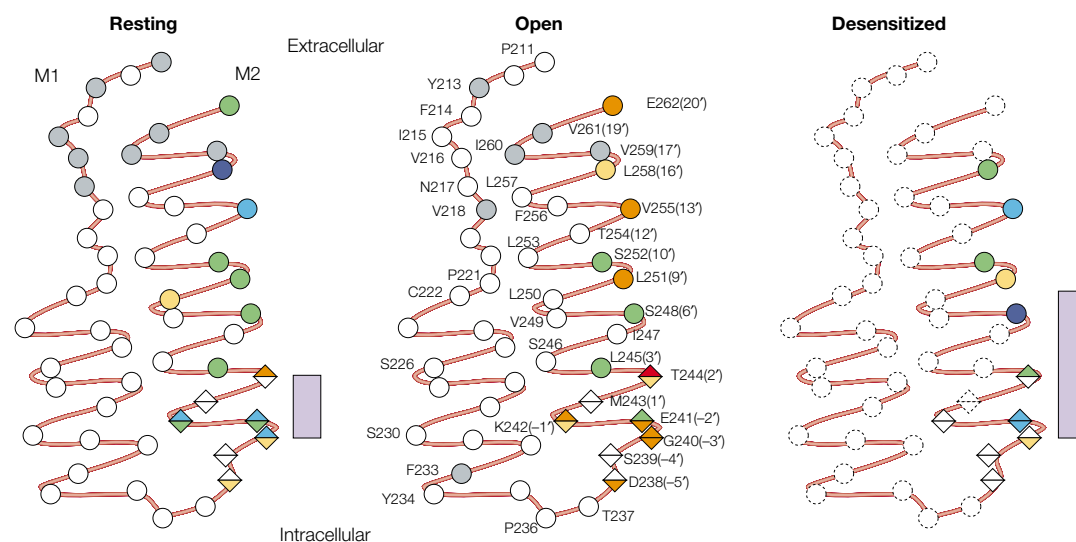 Resting
Open
Desensitized
Extracellular
M1
M2
P211
Y213
F214
I215
V216
N217
V218
P221
C222
S226
S230
F233
Y234
P236
T237
E262(20′)
V261(19′)
I260
V259(17′)
L258(16′)
L257
F256
V255(13′)
T254(12′)
L253
S252(10′)
L251(9′)
L250
V249
S248(6′)
I247
S246
L245(3′)
T244(2′)
M243(1′)
K242(–1′)
E241(–2′)
G240(–3′)
S239(–4′)
D238(–5′)
Intracellular